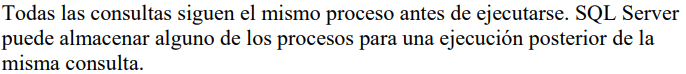 Todas las consultas siguen el mismo proceso antes de ejecutarse. SQL Server
puede almacenar alguno de los procesos para una ejecución posterior de la
misma consulta.